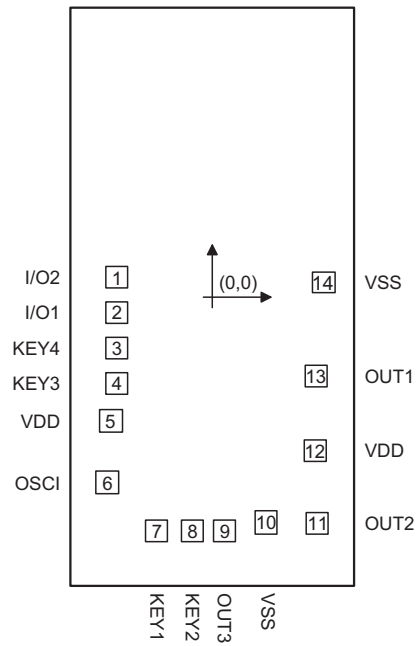 I/O2 1 (0,0) 14 VSS
I/O1 2
KEY4 3
KEY3 4 13 OUT1
VDD 5
12 VDD
OSCI 6
7 8 9 10 11 OUT2
KEY1 KEY2 OUT3 VSS